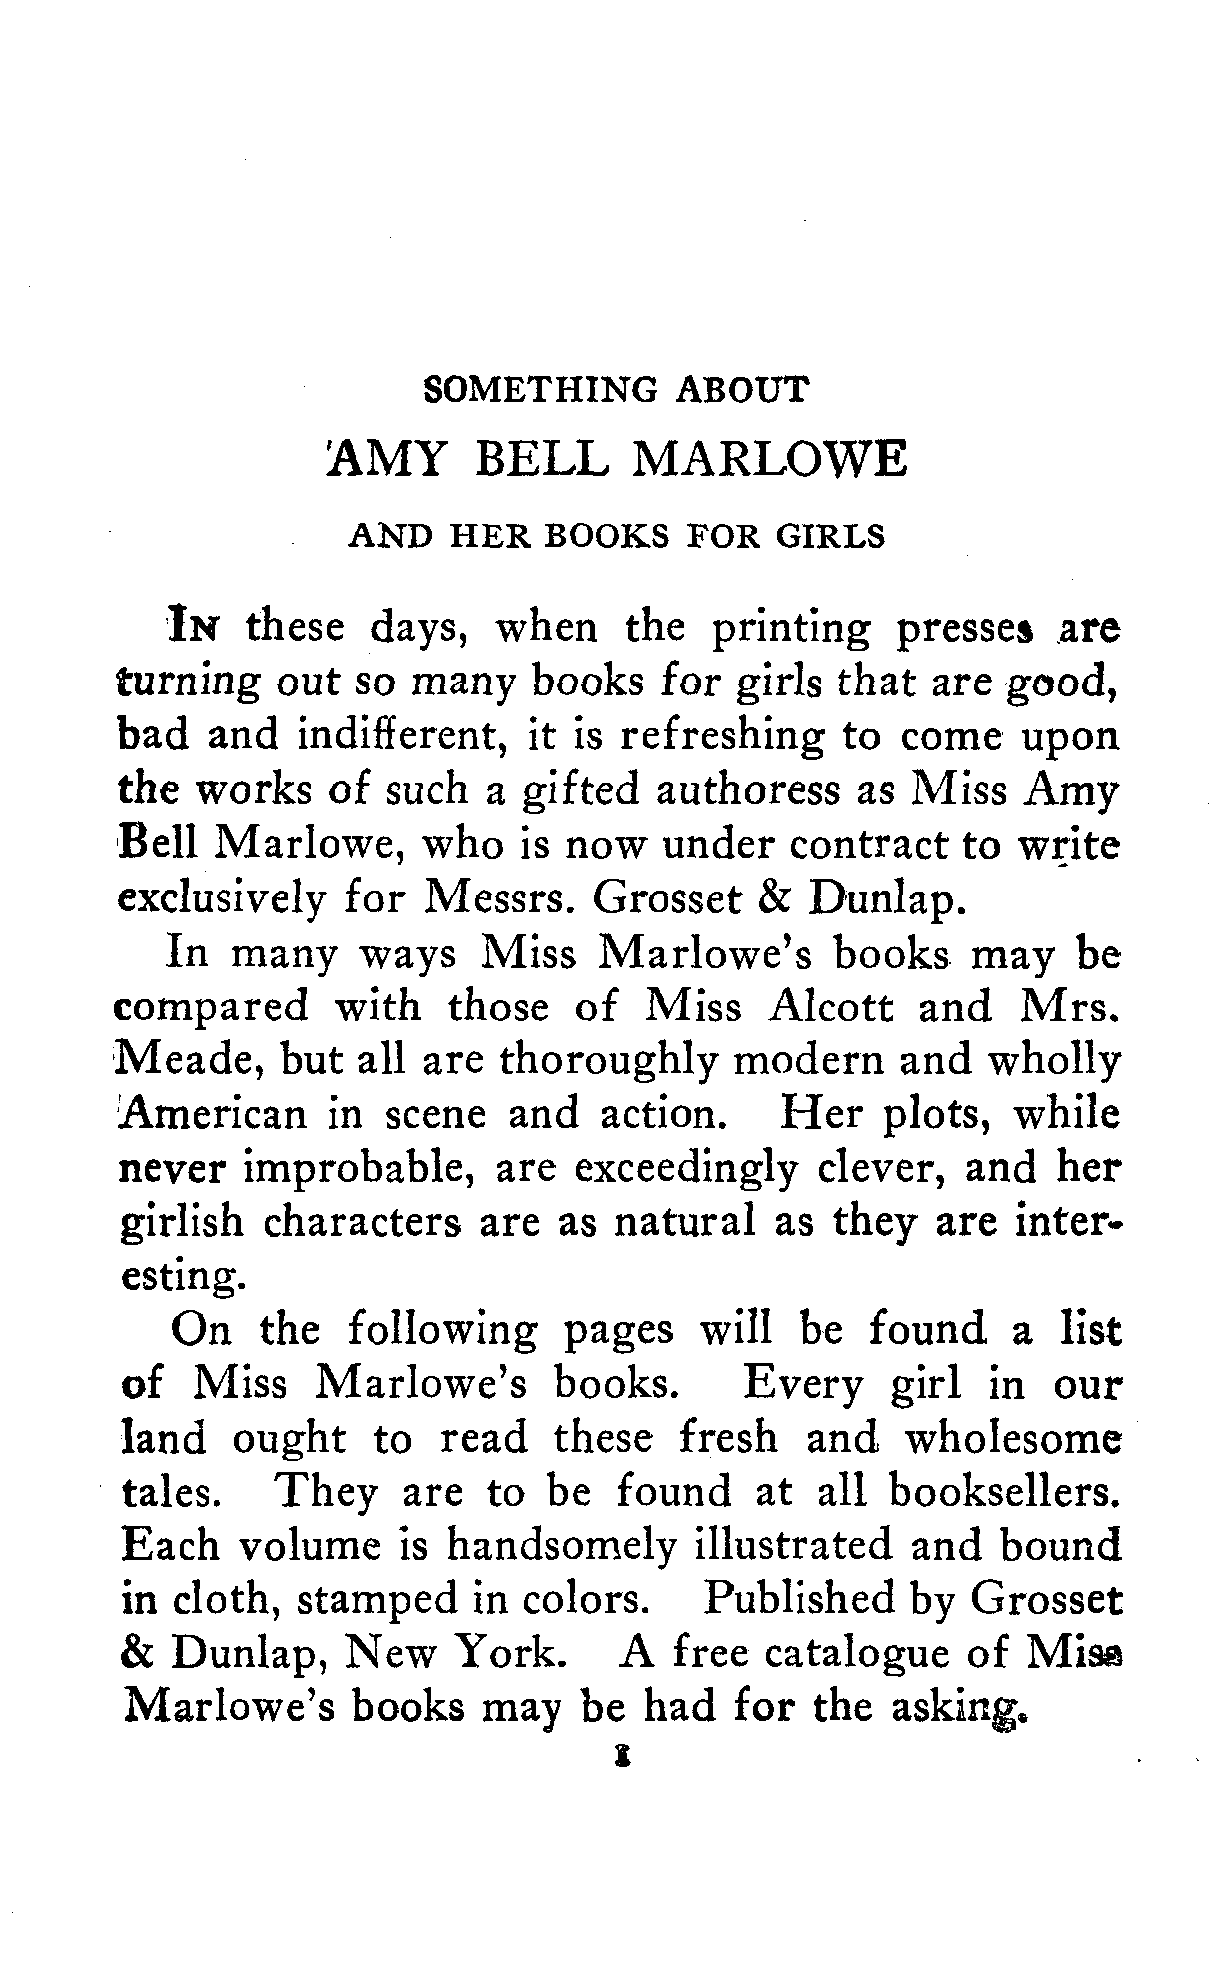 SOMETHING ABOUT
AMY BELL MARLOWE
AND HER BOOKS FOR GIRLS
In these days, when the printing presses are
turning out so many books for girls that are good,
bad and indifferent, it is refreshing to come upon
the works of such a gifted authoress as Miss Amy
Bell Marlowe, who is now under contract to write
exclusively for Messrs. Grosset & Dunlap.
In many ways Miss Marlowe's books may be
compared with those of Miss Alcott and Mrs.
Meade, but all are thoroughly modern and wholly
American in scene and action. Her plots, while
never improbable, are exceedingly clever, and her
girlish characters are as natural as they are inter-
esting.
On the following pages will be found a list
of Miss Marlowe's books. Every girl in our
land ought to read these fresh and wholesome
tales. They are to be found at all booksellers.
Each volume is handsomely illustrated and bound
in cloth, stamped in colors. Published by Grosset
& Dunlap, New York. A free catalogue of Miss
Marlowe's books may be had for the asking.
1